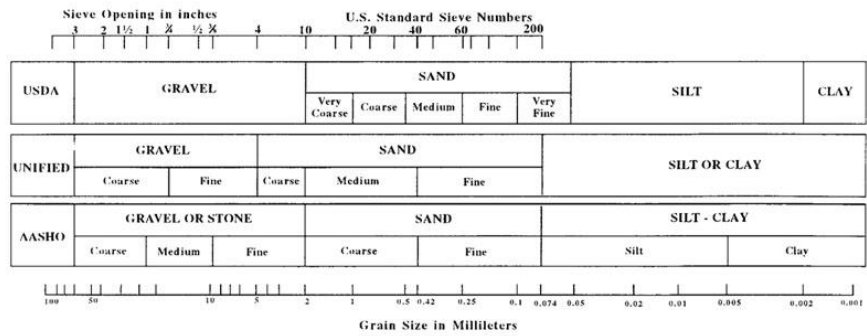 Sieve Opening in inches U.S. Standard Sieve Numbers
3 2 1½ 1 ¾ ½ ⅜ 4 10 20 40 60 200
USDA GRAVEL SAND SILT CLAY
Very Coarse Coarse Medium Fine Very Fine
UNIFIED GRAVEL SAND SILT OR CLAY
Coarse Fine Coarse Medium Fine
AASHO GRAVEL OR STONE SAND SILT - CLAY
Coarse Medium Fine Coarse Fine Silt Clay
100 50 10 5 2 1 0.5 0.42 0.25 0.1 0.074 0.05 0.02 0.01 0.005 0.002 0.001
Grain Size in Millileters